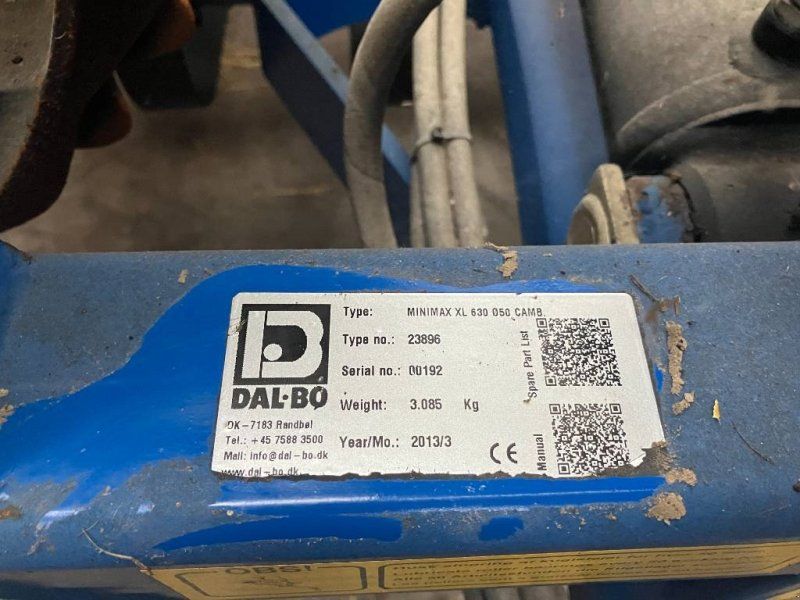 DAL-BO
DK-7183 Randbøl
Tel.: +45 7588 3500
Mail: info@dal-bo.dk
www.dal-bo.dk
Type: MINIMAX XL 630 Ø50 CAMB.
Type no.: 23896
Serial no.: 00192
Weight: 3.085 Kg
Year/Mo.: 2013/3
CE
Spare Part List
Manual
OBS!